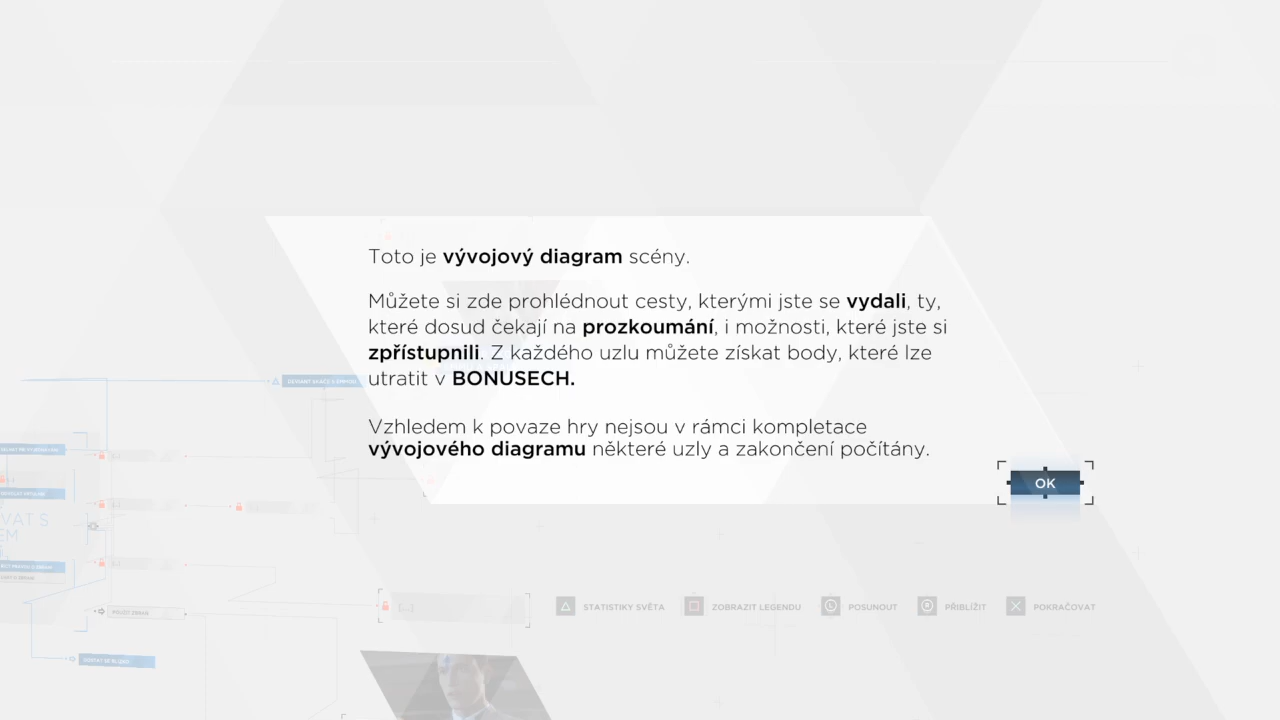 Toto je vývojový diagram scény.
Můžete si zde prohlédnout cesty, kterými jste se vydali, ty,
které dosud čekají na prozkoumání, i možnosti, které jste si
zpřístupnili. Z každého uzlu můžete získat body, které lze
utratit v BONUSECH.
Vzhledem k povaze hry nejsou v rámci kompletace
vývojového diagramu některé uzly a zakončení počítány.
OK
VAT S
EM
STATISTIKY SVĚTA
ZOBRAZIT LEGENDU
POSUNOUT
PŘIBLÍŽIT
POKRAČOVAT